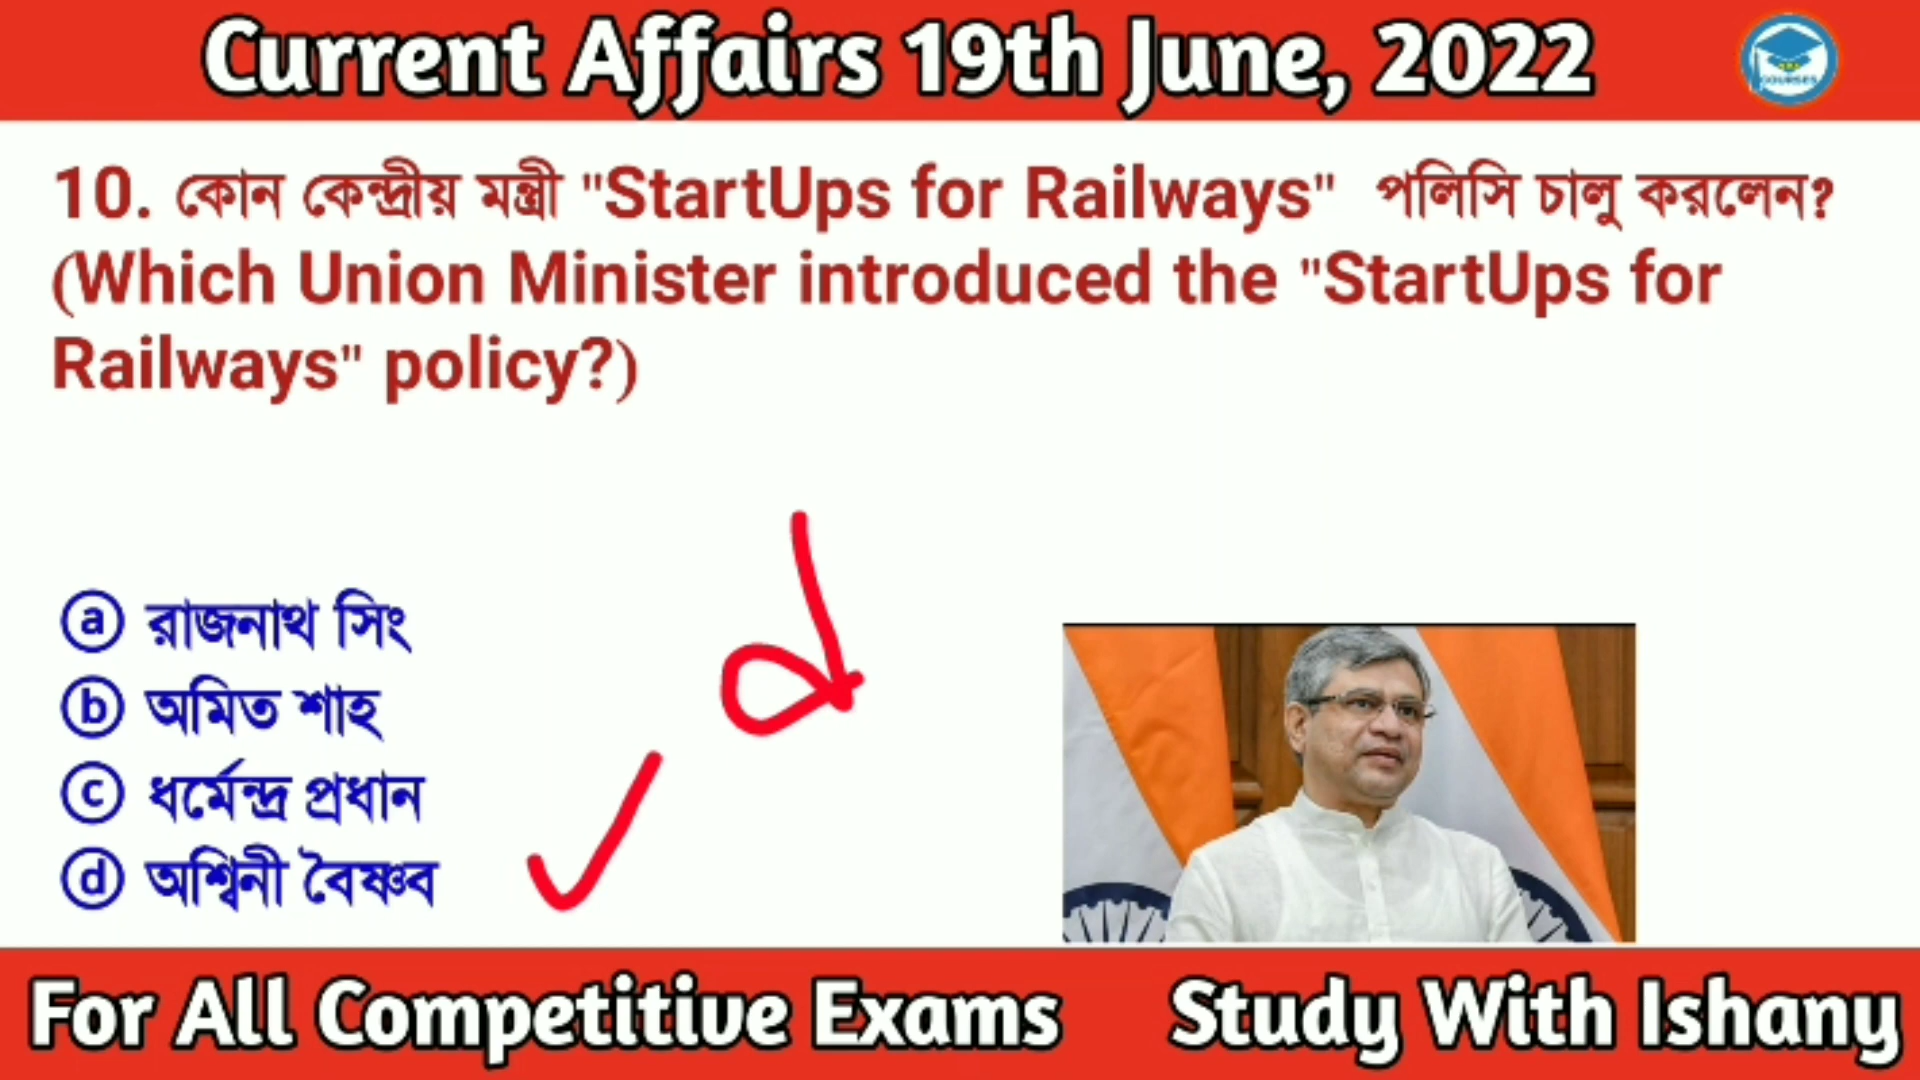 Current Affairs 19th June, 2022
COURSES
10. কোন কেন্দ্রীয় মন্ত্রী "StartUps for Railways" পলিসি চালু করলেন?
(Which Union Minister introduced the "StartUps for
Railways" policy?)
d
ⓐ রাজনাথ সিং
ⓑ অমিত শাহ
ⓒ ধর্মেন্দ্র প্রধান
ⓓ অশ্বিনী বৈষ্ণব
For All Competitive Exams Study With Ishany